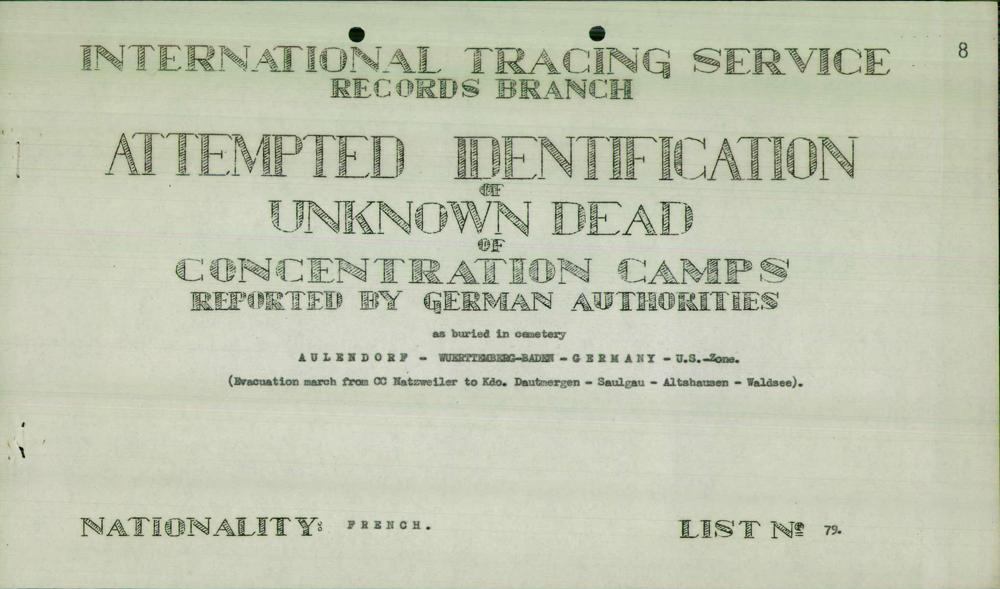 8
INTERNATIONAL TRACING SERVICE
RECORDS BRANCH
ATTEMPTED IDENTIFICATION
OF
UNKNOWN DEAD
OF
CONCENTRATION CAMPS
REPORTED BY GERMAN AUTHORITIES
as buried in cemetery
AULENDORF - WUERTTEMBERG-BADEN - GERMANY - U.S.-Zone.
(Evacuation march from CC Natzweiler to Kdo. Dautmergen - Saulgau - Altshausen - Waldsee).
NATIONALITY: FRENCH.
LIST Nº 79.